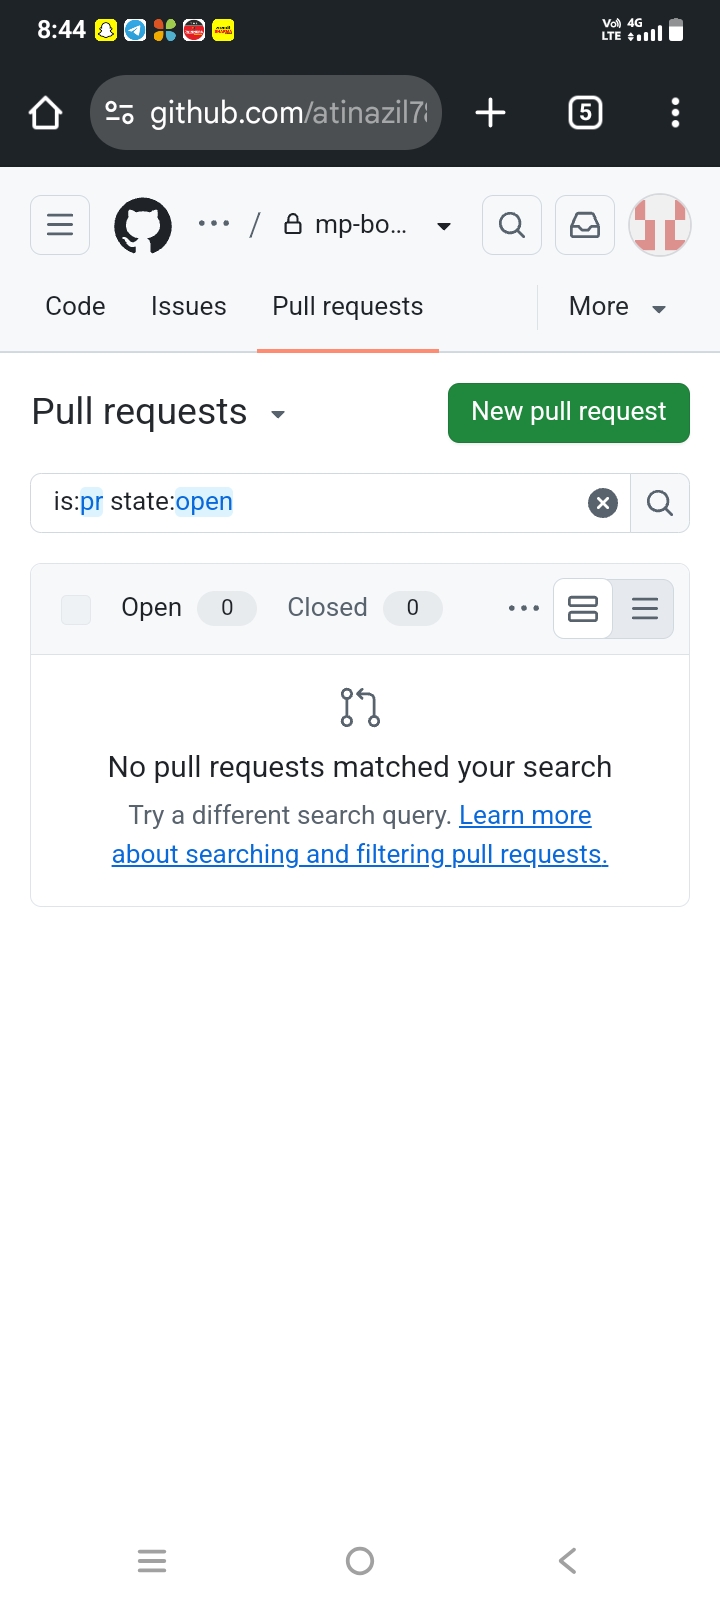 8:44
Vo) 4G
LTE
github.com/atinazil78
5
/ mp-bo...
Code Issues Pull requests More
Pull requests New pull request
is:pr state:open
Open 0 Closed 0
No pull requests matched your search
Try a different search query. Learn more
about searching and filtering pull requests.